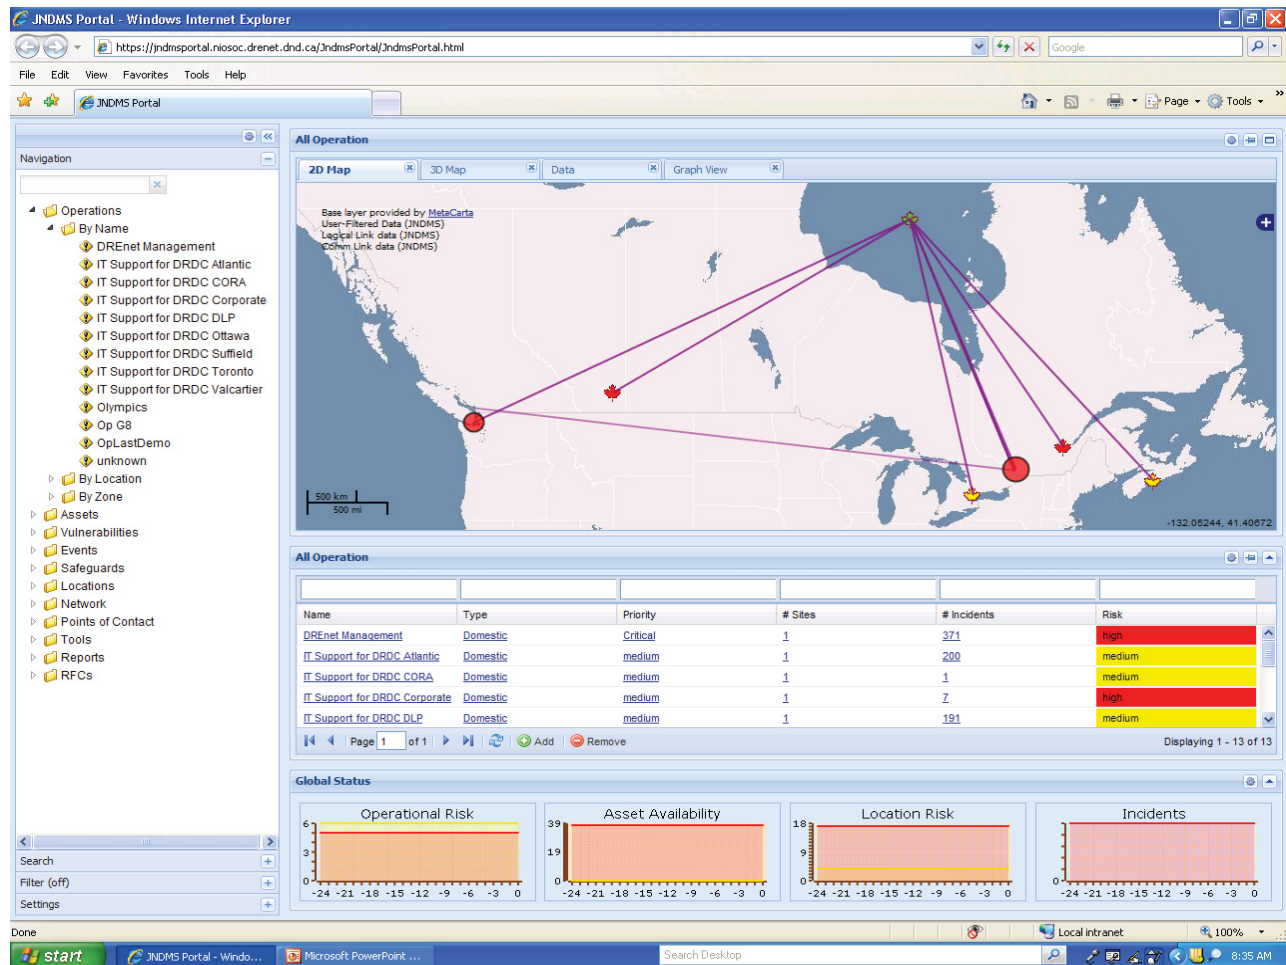 JNDMS Portal - Windows Internet Explorer
https://jndmsportal.niosoc.drenet.dnd.ca/JndmsPortal/JndmsPortal.html
Google
File Edit View Favorites Tools Help
JNDMS Portal
Page Tools
Navigation
Operations
By Name
DREnet Management
IT Support for DRDC Atlantic
IT Support for DRDC CORA
IT Support for DRDC Corporate
IT Support for DRDC DLP
IT Support for DRDC Ottawa
IT Support for DRDC Suffield
IT Support for DRDC Toronto
IT Support for DRDC Valcartier
Olympics
Op G8
OpLastDemo
unknown
By Location
By Zone
Assets
Vulnerabilities
Events
Safeguards
Locations
Network
Points of Contact
Tools
Reports
RFCs
Search
Filter (off)
Settings
All Operation
2D Map 3D Map Data Graph View
Base layer provided by MetaCarta
User-Filtered Data (JNDMS)
Logical Link data (JNDMS)
Comm Link data (JNDMS)
500 km
500 mi
-132.05244, 41.40672
All Operation
Name Type Priority # Sites # Incidents Risk
DREnet Management Domestic Critical 1 371 high
IT Support for DRDC Atlantic Domestic medium 1 200 medium
IT Support for DRDC CORA Domestic medium 1 1 medium
IT Support for DRDC Corporate Domestic medium 1 7 high
IT Support for DRDC DLP Domestic medium 1 191 medium
Page 1 of 1 Add Remove Displaying 1 - 13 of 13
Global Status
Operational Risk
6
3
0
-24 -21 -18 -15 -12 -9 -6 -3 0
Asset Availability
39
19
0
-24 -21 -18 -15 -12 -9 -6 -3 0
Location Risk
18
9
0
-24 -21 -18 -15 -12 -9 -6 -3 0
Incidents
0
-24 -21 -18 -15 -12 -9 -6 -3 0
Done Local intranet 100%
start JNDMS Portal - Windo... Microsoft PowerPoint ... Search Desktop 8:35 AM